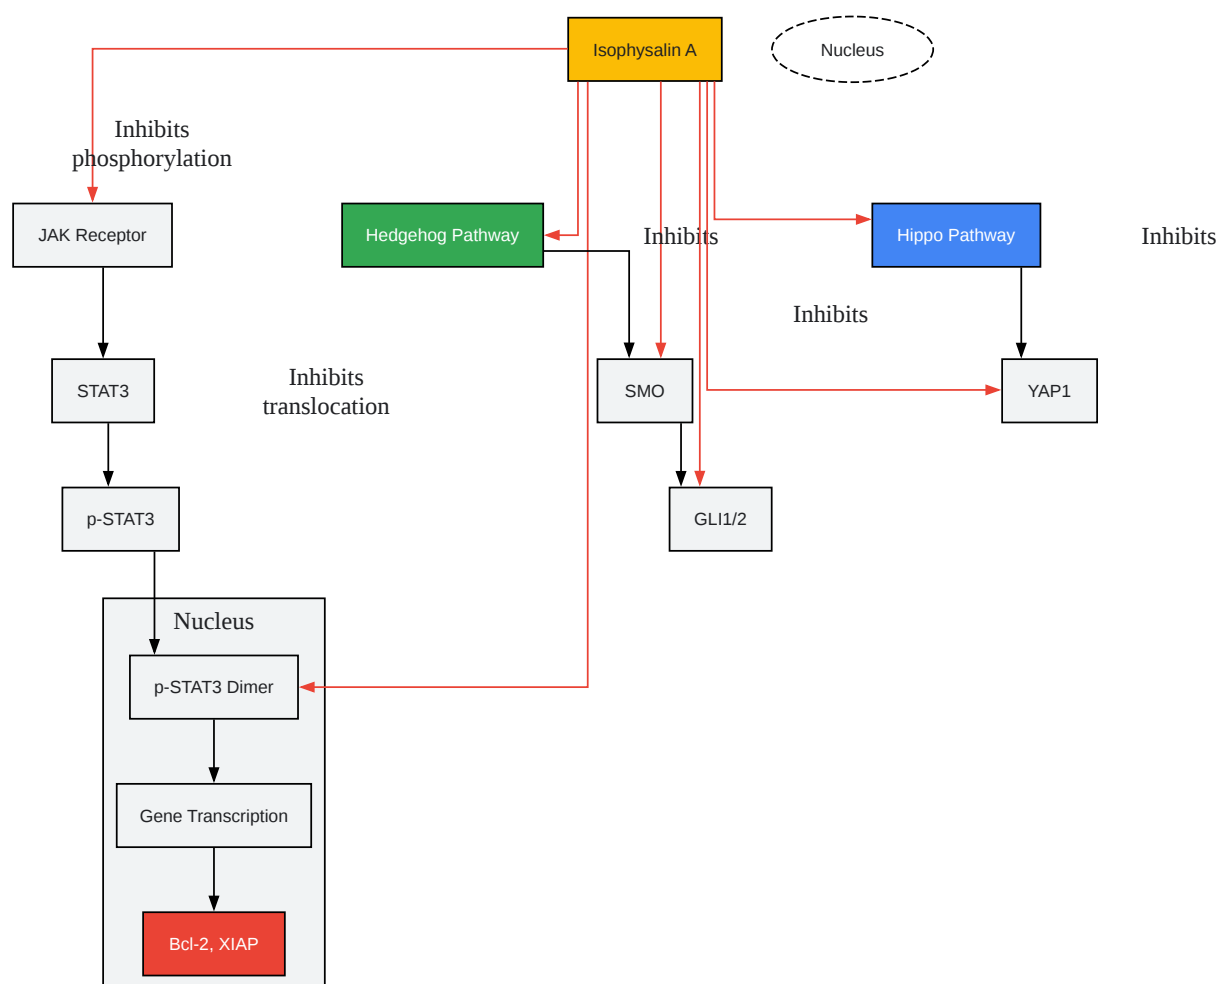 Isophysalin A
Nucleus
Inhibits
phosphorylation
JAK Receptor
Hedgehog Pathway
Inhibits
Hippo Pathway
Inhibits
Inhibits
Inhibits
translocation
STAT3
SMO
YAP1
p-STAT3
GLI1/2
Nucleus
p-STAT3 Dimer
Gene Transcription
Bcl-2, XIAP